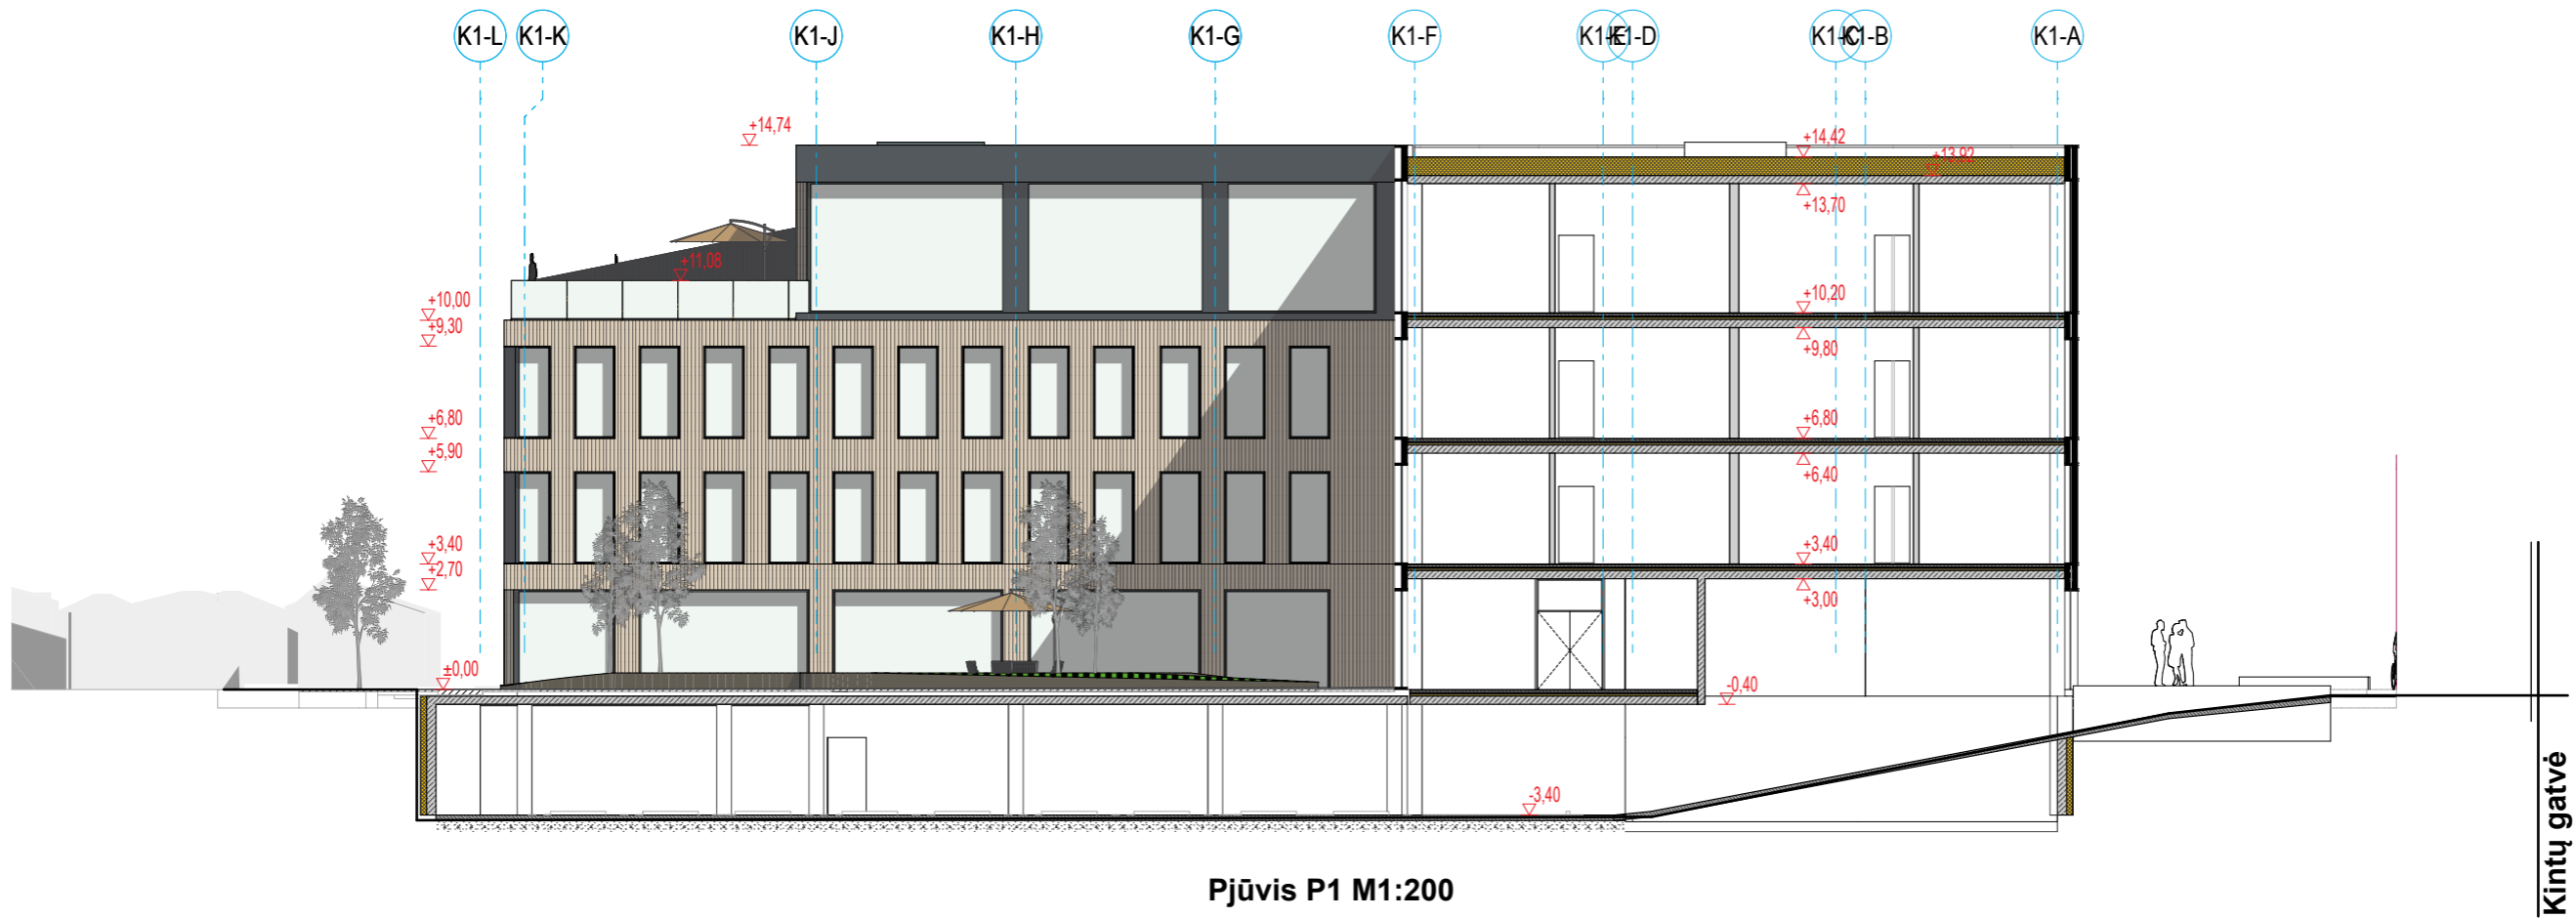 K1-L
K1-K
K1-J
K1-H
K1-G
K1-F
K1-E
K1-D
K1-C
K1-B
K1-A
+14,74
+14,42
+13,92
+13,70
+11,08
+10,00
+10,20
+9,30
+9,80
+6,80
+6,80
+5,90
+6,40
+3,40
+3,40
+2,70
+3,00
±0,00
-0,40
-3,40
Kintų gatvė
Pjūvis P1 M1:200